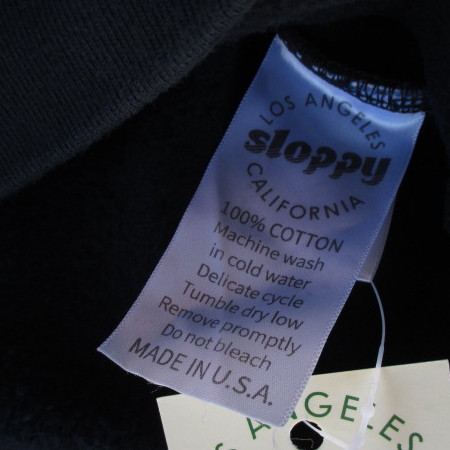 LOS ANGELES
sloppy
CALIFORNIA
100% COTTON
Machine wash
in cold water
Delicate cycle
Tumble dry low
Remove promptly
Do not bleach
MADE IN U.S.A.
ANGELES